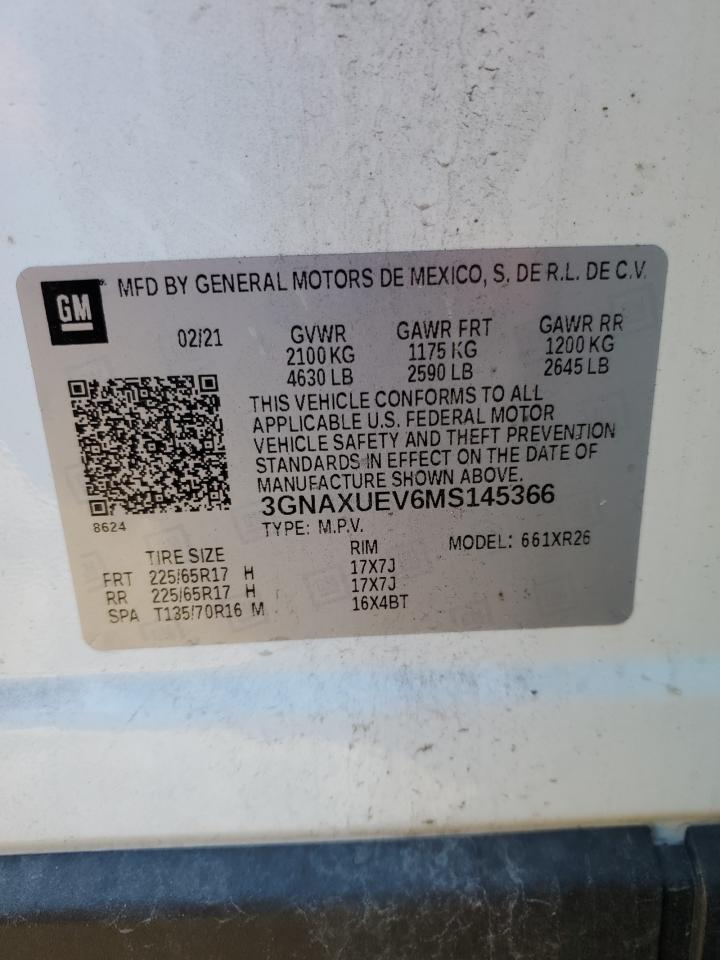 GM MFD BY GENERAL MOTORS DE MEXICO, S. DE R.L. DE C.V.
02/21 GVWR GAWR FRT GAWR RR
2100 KG 1175 KG 1200 KG
4630 LB 2590 LB 2645 LB
THIS VEHICLE CONFORMS TO ALL
APPLICABLE U.S. FEDERAL MOTOR
VEHICLE SAFETY AND THEFT PREVENTION
STANDARDS IN EFFECT ON THE DATE OF
MANUFACTURE SHOWN ABOVE.
3GNAXUEV6MS145366
8624
TYPE: M.P.V. MODEL: 661XR26
TIRE SIZE RIM
FRT 225/65R17 H 17X7J
RR 225/65R17 H 17X7J
SPA T135/70R16 M 16X4BT